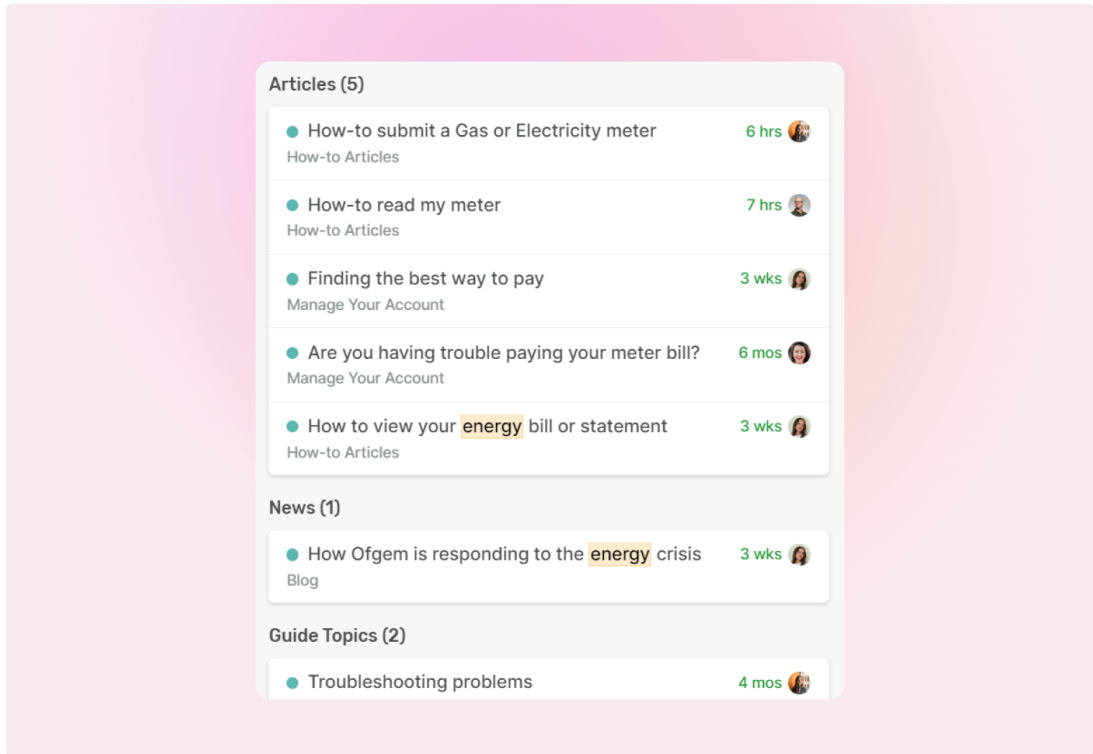 Articles (5)
How-to submit a Gas or Electricity meter 6 hrs
How-to Articles
How-to read my meter 7 hrs
How-to Articles
Finding the best way to pay 3 wks
Manage Your Account
Are you having trouble paying your meter bill? 6 mos
Manage Your Account
How to view your energy bill or statement 3 wks
How-to Articles
News (1)
How Ofgem is responding to the energy crisis 3 wks
Blog
Guide Topics (2)
Troubleshooting problems 4 mos